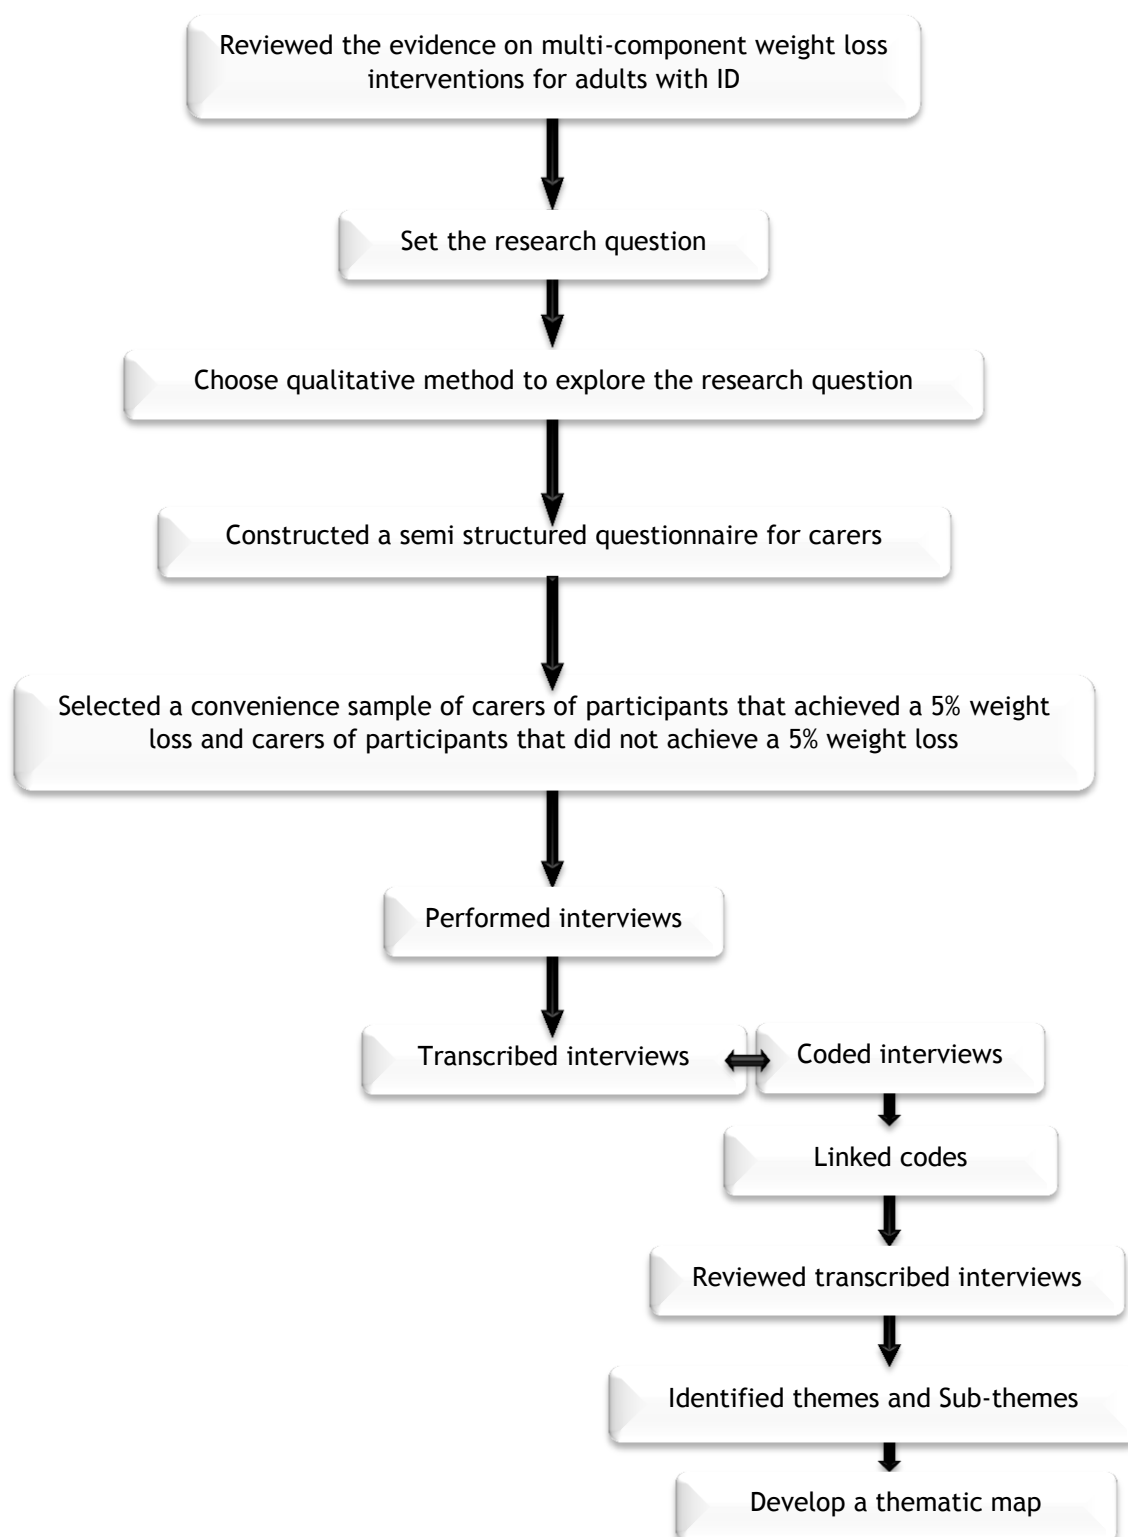 Reviewed the evidence on multi-component weight loss
interventions for adults with ID
Set the research question
Choose qualitative method to explore the research question
Constructed a semi structured questionnaire for carers
Selected a convenience sample of carers of participants that achieved a 5% weight
loss and carers of participants that did not achieve a 5% weight loss
Performed interviews
Transcribed interviews
Coded interviews
Linked codes
Reviewed transcribed interviews
Identified themes and Sub-themes
Develop a thematic map